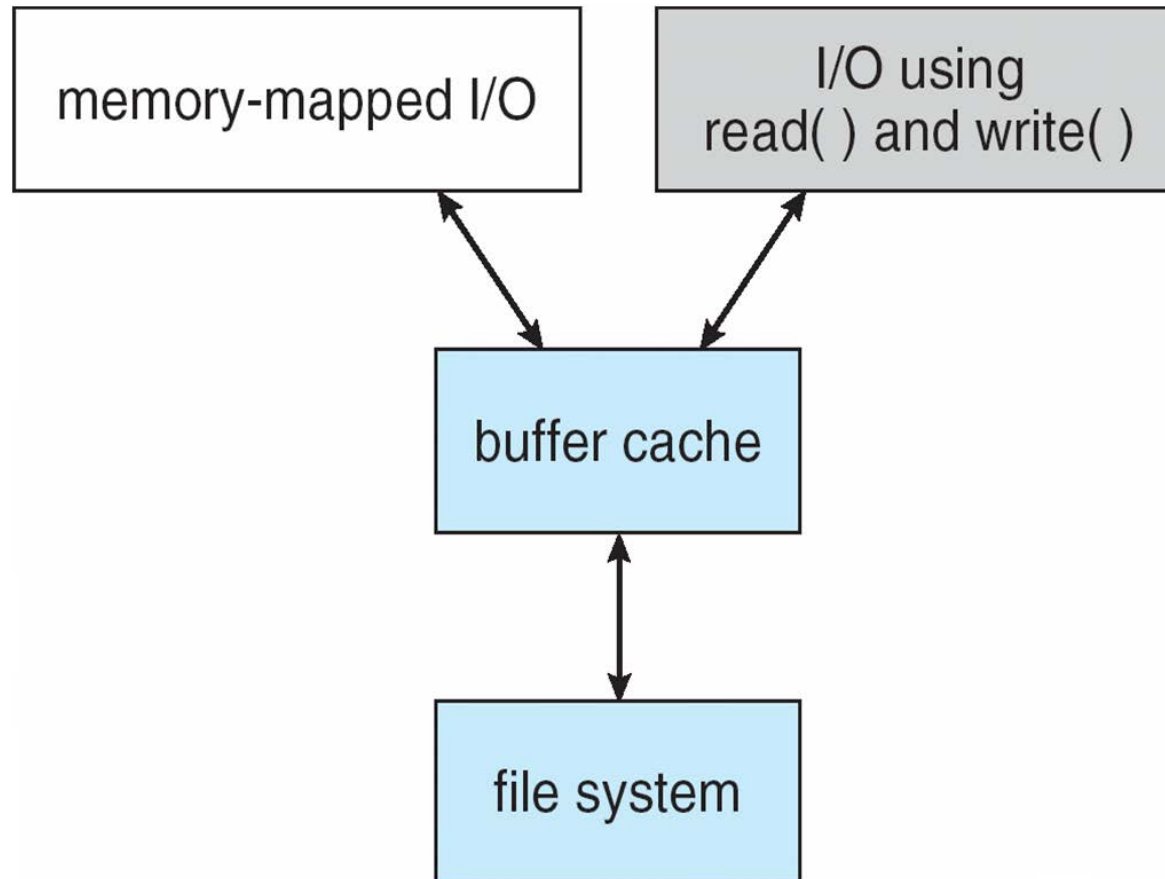 memory-mapped I/O
I/O using
read( ) and write( )
buffer cache
file system